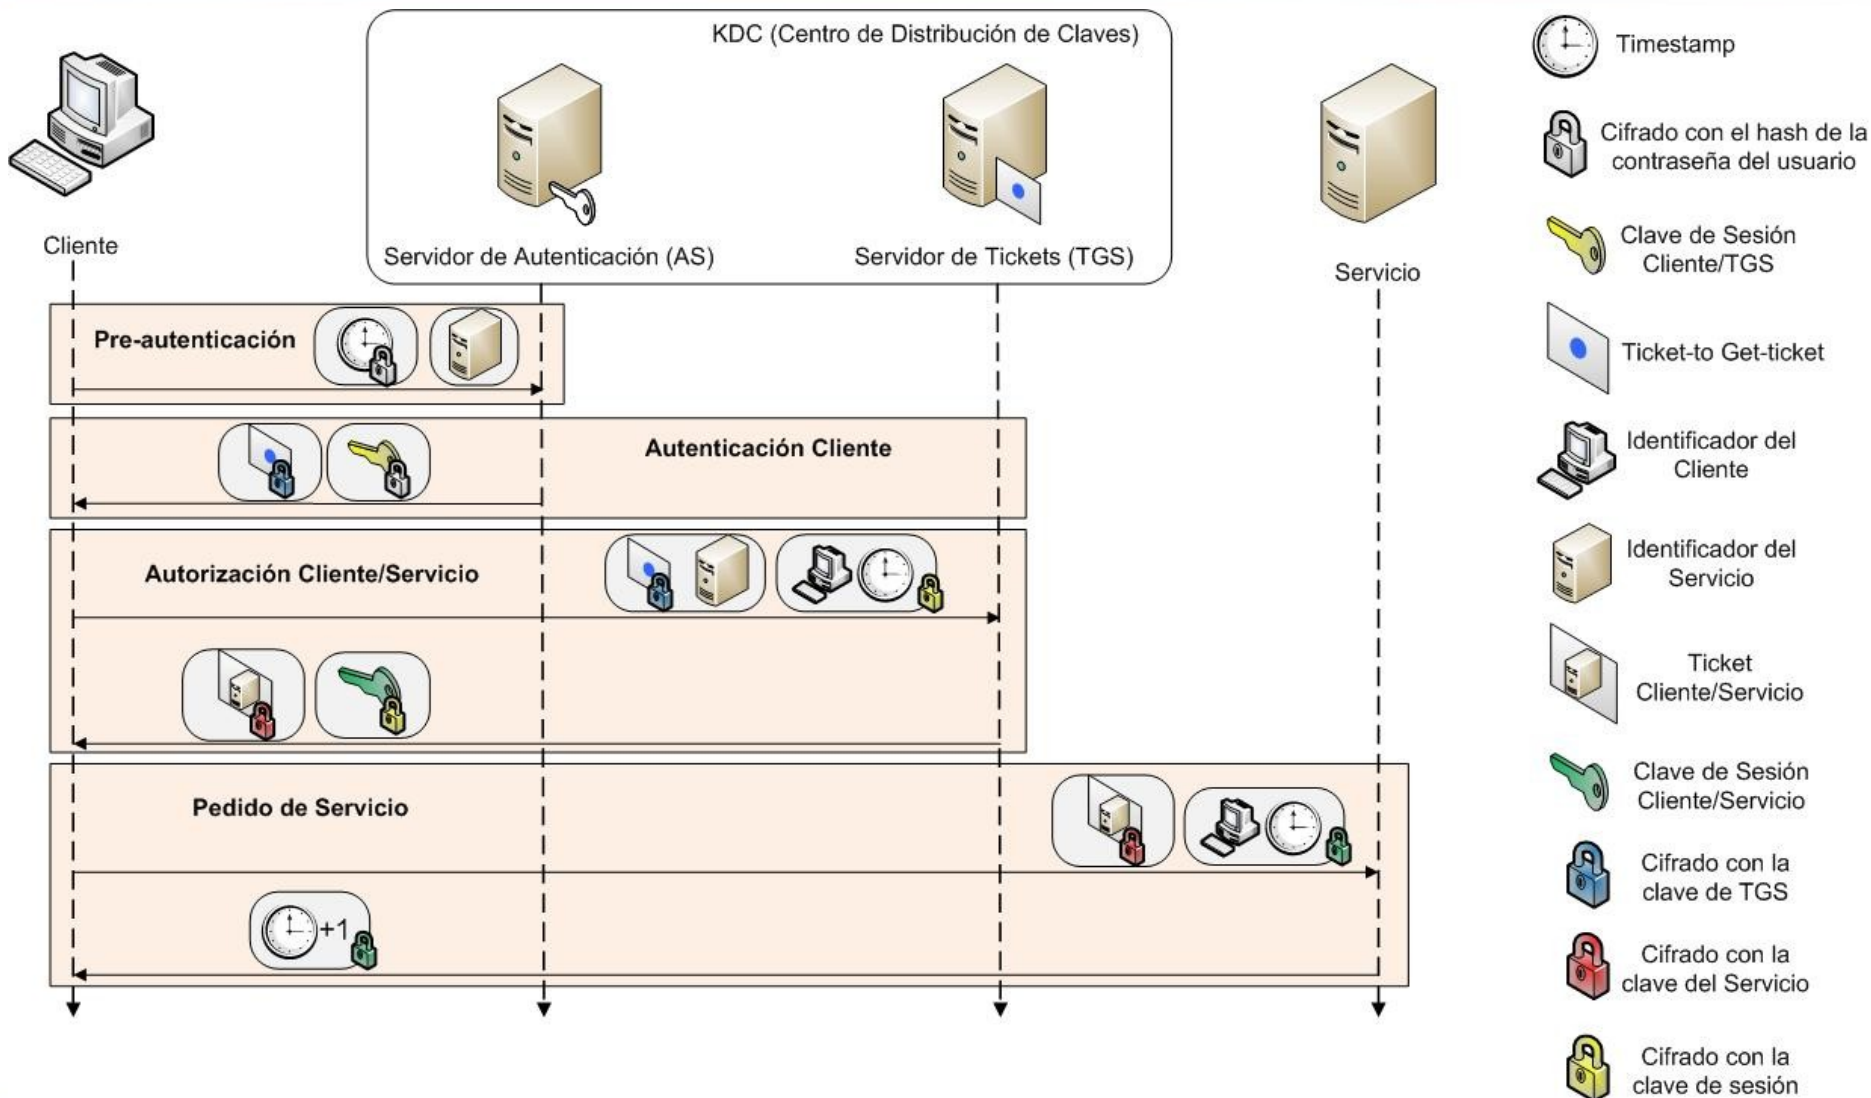 KDC (Centro de Distribución de Claves)
Cliente
Servidor de Autenticación (AS)
Servidor de Tickets (TGS)
Servicio
Pre-autenticación
Autenticación Cliente
Autorización Cliente/Servicio
Pedido de Servicio
+1
Timestamp
Cifrado con el hash de la
contraseña del usuario
Clave de Sesión
Cliente/TGS
Ticket-to Get-ticket
Identificador del
Cliente
Identificador del
Servicio
Ticket
Cliente/Servicio
Clave de Sesión
Cliente/Servicio
Cifrado con la
clave de TGS
Cifrado con la
clave del Servicio
Cifrado con la
clave de sesión